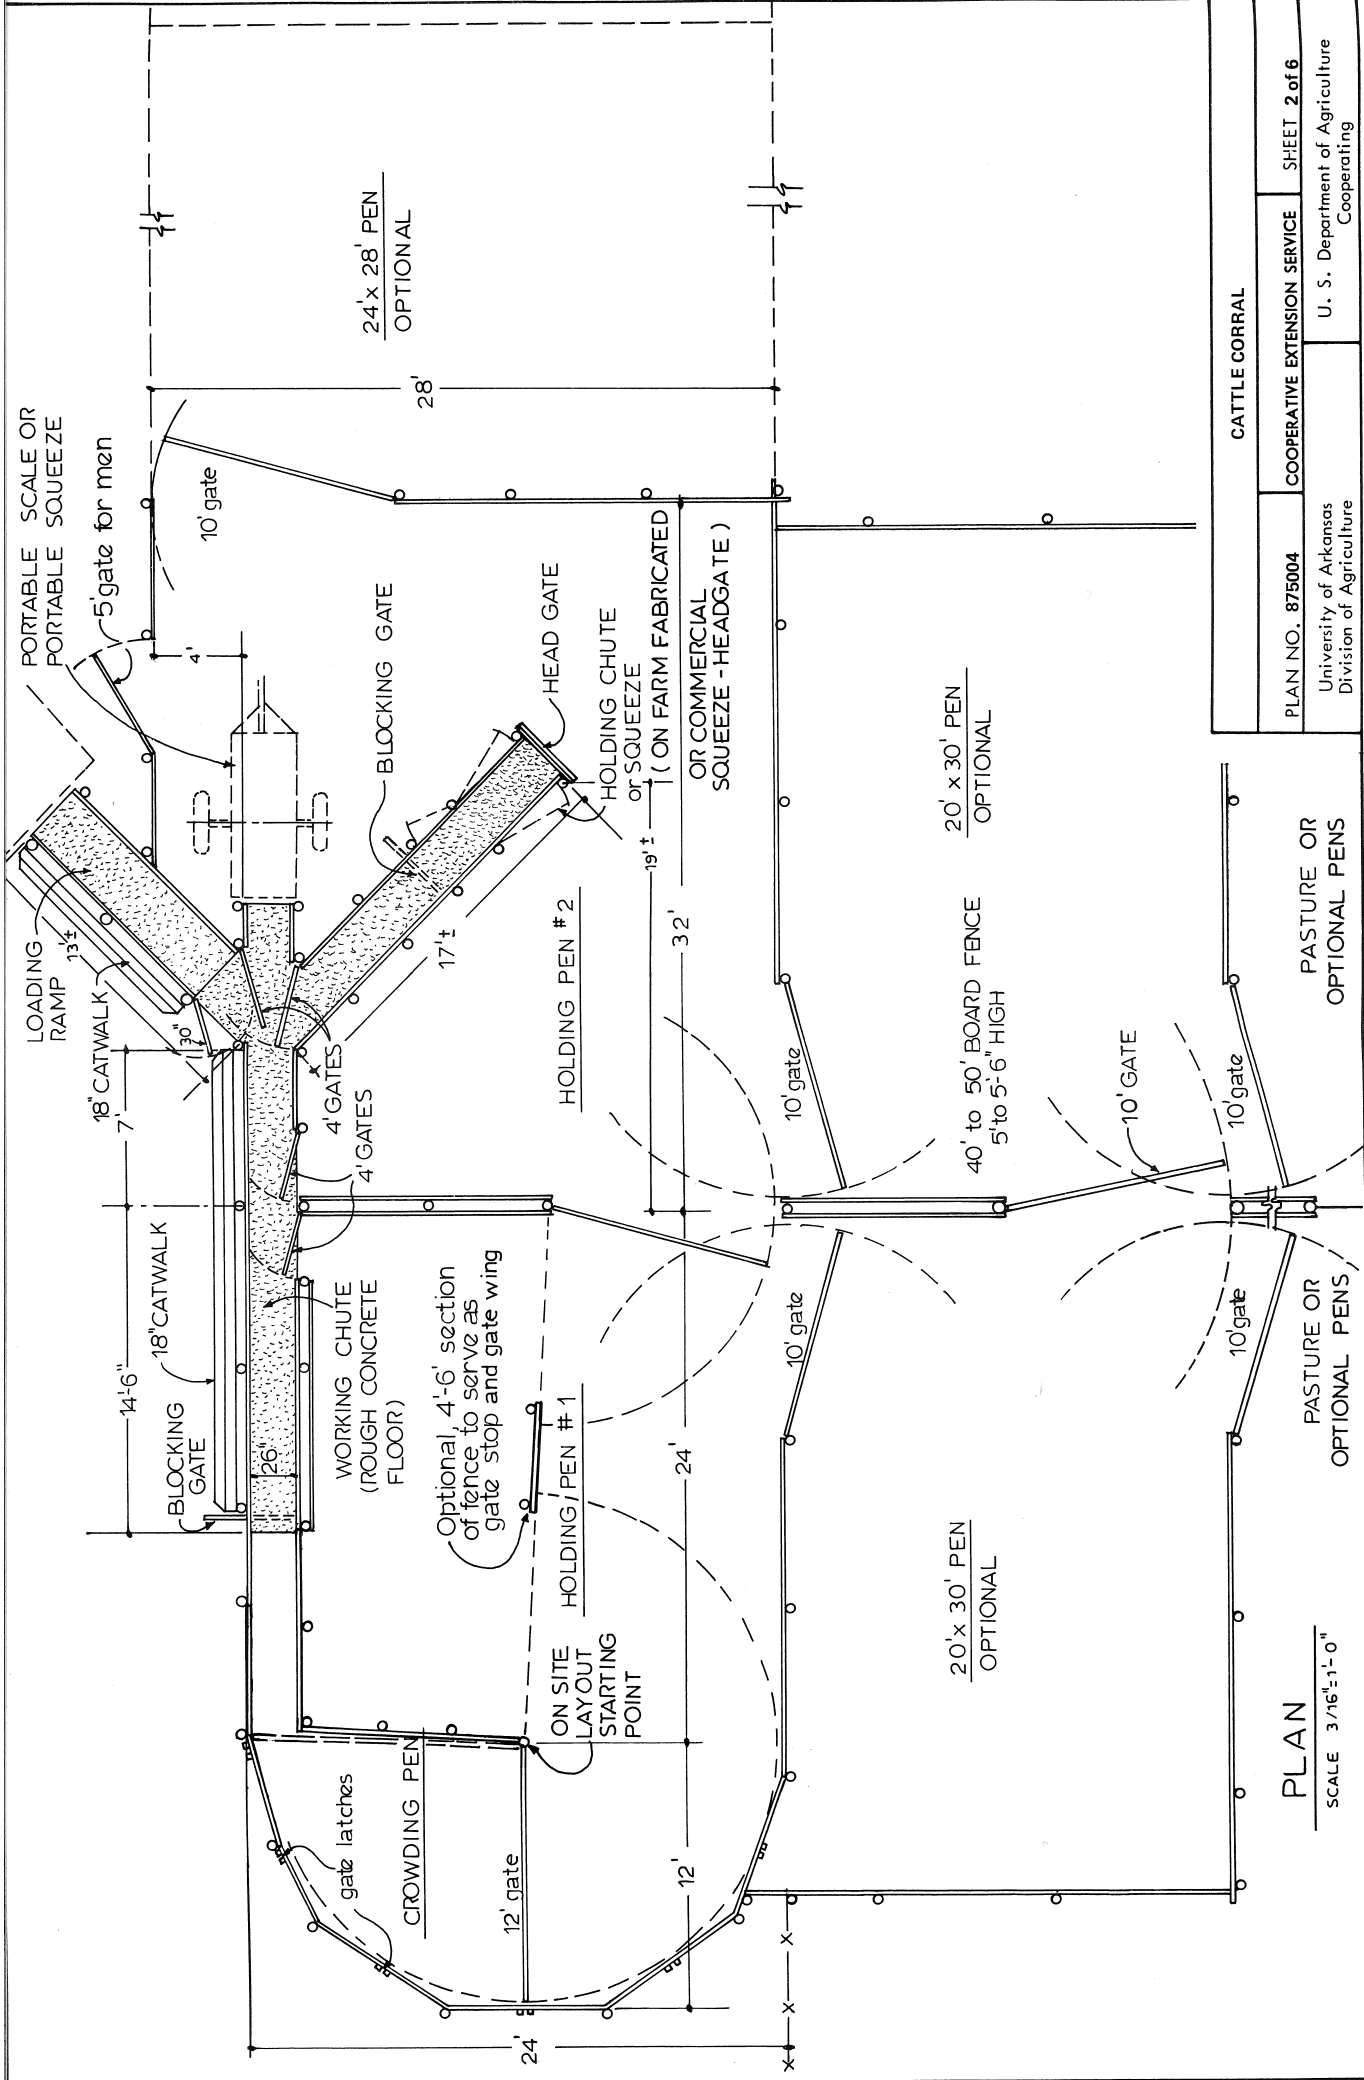 PORTABLE SCALE OR
PORTABLE SQUEEZE
5' gate for men
LOADING
RAMP
13'±
18" CATWALK
30"
7'
14'-6"
18" CATWALK
BLOCKING
GATE
26"
4'
10' gate
28'
24' x 28' PEN
OPTIONAL
BLOCKING GATE
HEAD GATE
HOLDING CHUTE
or SQUEEZE
( ON FARM FABRICATED
OR COMMERCIAL
SQUEEZE - HEADGATE )
17'±
19'±
4' GATES
4' GATES
WORKING CHUTE
(ROUGH CONCRETE
FLOOR)
Optional, 4'-6' section
of fence to serve as
gate stop and gate wing
HOLDING PEN #1
HOLDING PEN #2
ON SITE
LAYOUT
STARTING
POINT
gate latches
CROWDING PEN
12' gate
12'
24'
32'
24'
10' gate
10' gate
40' to 50' BOARD FENCE
5' to 5'-6" HIGH
10' GATE
10' gate
10' gate
20' x 30' PEN
OPTIONAL
20' x 30' PEN
OPTIONAL
PASTURE OR
OPTIONAL PENS
PASTURE OR
OPTIONAL PENS
x x x
PLAN
SCALE 3/16"=1'-0"
CATTLE CORRAL
PLAN NO. 875004
COOPERATIVE EXTENSION SERVICE
SHEET 2 of 6
University of Arkansas
Division of Agriculture
U. S. Department of Agriculture
Cooperating